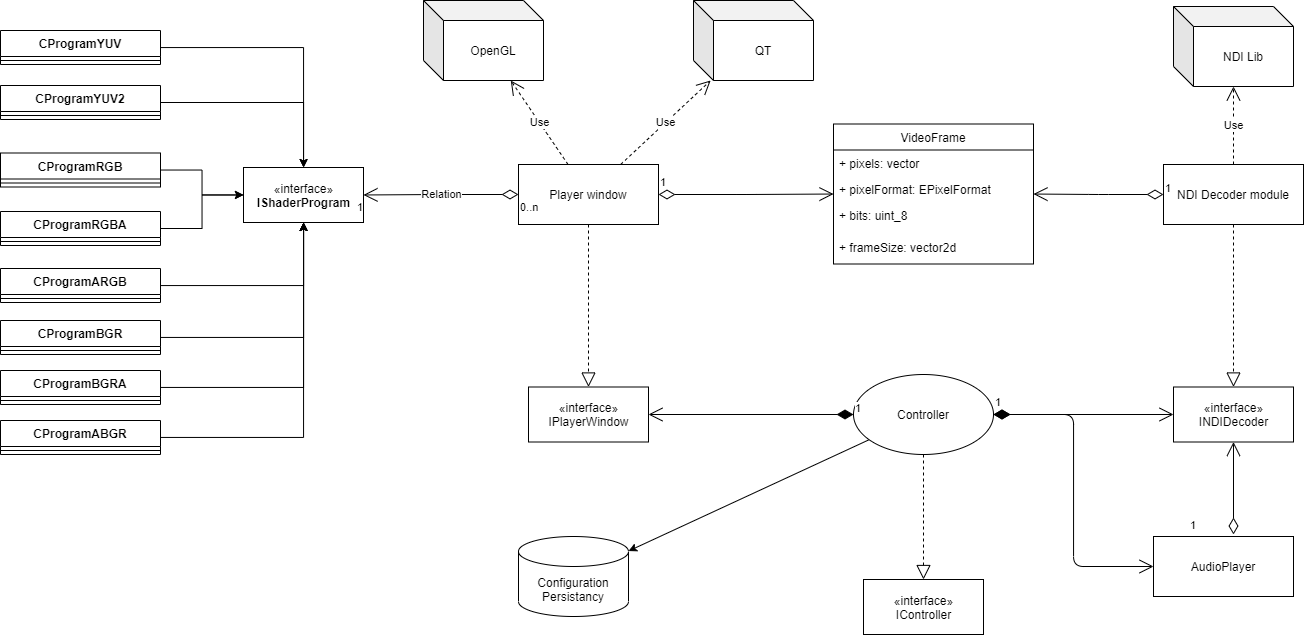 CProgramYUV
CProgramYUV2
CProgramRGB
CProgramRGBA
CProgramARGB
CProgramBGR
CProgramBGRA
CProgramABGR
«interface»
IShaderProgram
1
Relation
OpenGL
QT
Use
Use
Player window
0..n
1
VideoFrame
+ pixels: vector
+ pixelFormat: EPixelFormat
+ bits: uint_8
+ frameSize: vector2d
NDI Lib
Use
1
NDI Decoder module
«interface»
IPlayerWindow
1
Controller
1
«interface»
INDIDecoder
Configuration
Persistancy
«interface»
IController
1
AudioPlayer